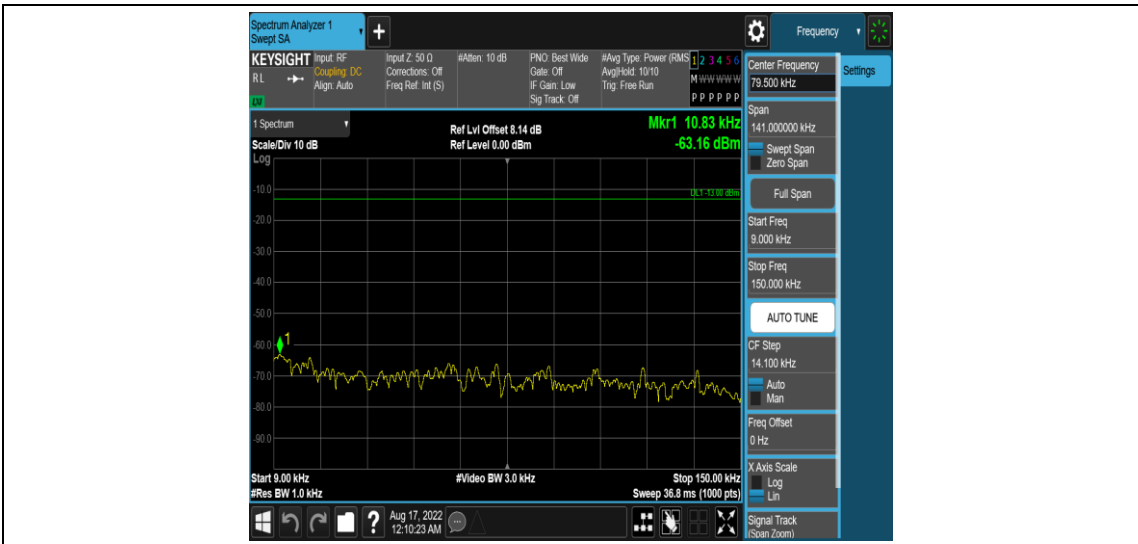 Spectrum Analyzer 1
Swept SA
+
Frequency
KEYSIGHT
RL
LXI
Input: RF
Coupling: DC
Align: Auto
Input Z: 50 Ω
Corrections: Off
Freq Ref: Int (S)
#Atten: 10 dB
PNO: Best Wide
Gate: Off
IF Gain: Low
Sig Track: Off
#Avg Type: Power (RMS
Avg|Hold: 10/10
Trig: Free Run
1 2 3 4 5 6
M W W W W W
P P P P P P
Center Frequency
79.500 kHz
Settings
Span
141.000000 kHz
Swept Span
Zero Span
Full Span
Start Freq
9.000 kHz
Stop Freq
150.000 kHz
AUTO TUNE
CF Step
14.100 kHz
Auto
Man
Freq Offset
0 Hz
X Axis Scale
Log
Lin
Signal Track
(Span Zoom)
1 Spectrum
Scale/Div 10 dB
Log
Ref Lvl Offset 8.14 dB
Ref Level 0.00 dBm
Mkr1 10.83 kHz
-63.16 dBm
DL1 -13.00 dBm
-10.0
-20.0
-30.0
-40.0
-50.0
-60.0
1
-70.0
-80.0
-90.0
Start 9.00 kHz
#Video BW 3.0 kHz
Stop 150.00 kHz
#Res BW 1.0 kHz
Sweep 36.8 ms (1000 pts)
?
Aug 17, 2022
12:10:23 AM